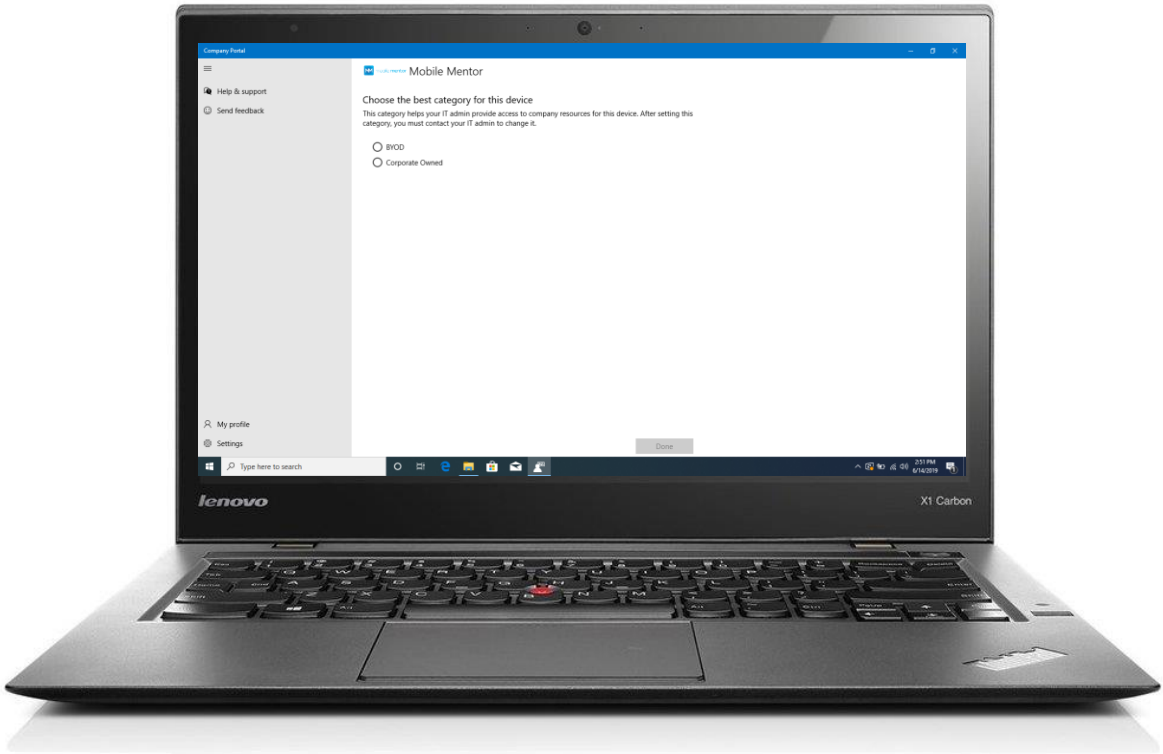 Company Portal
Mobile Mentor
Help & support
Send feedback
Choose the best category for this device
This category helps your IT admin provide access to company resources for this device. After setting this
category, you must contact your IT admin to change it.
BYOD
Corporate Owned
My profile
Settings
Done
Type here to search
2:51 PM
6/14/2019
lenovo
X1 Carbon